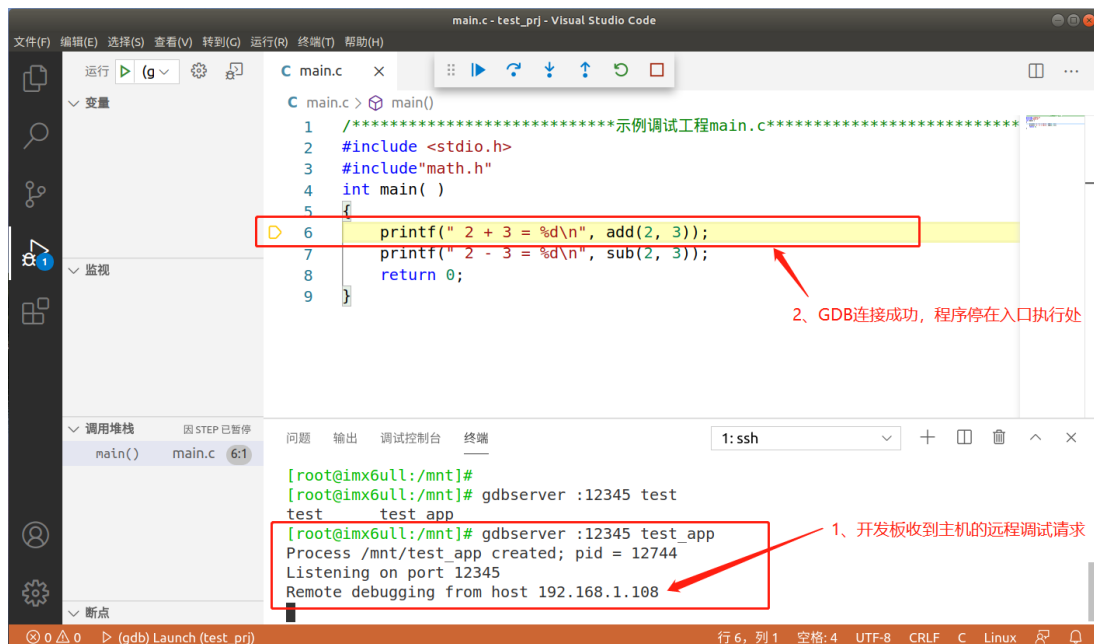 main.c - test_prj - Visual Studio Code
文件(F) 编辑(E) 选择(S) 查看(V) 转到(G) 运行(R) 终端(T) 帮助(H)
运行 (g
变量
监视
调用堆栈 因 STEP 已暂停
main() main.c 6:1
断点
1
C main.c
C main.c > main()
1 /****************************示例调试工程main.c***************************
2 #include <stdio.h>
3 #include"math.h"
4 int main( )
5 {
6 printf(" 2 + 3 = %d\n", add(2, 3));
7 printf(" 2 - 3 = %d\n", sub(2, 3));
8 return 0;
9 }
2、GDB连接成功，程序停在入口执行处
问题 输出 调试控制台 终端 1: ssh
[root@imx6ull:/mnt]#
[root@imx6ull:/mnt]# gdbserver :12345 test
test test_app
[root@imx6ull:/mnt]# gdbserver :12345 test_app
Process /mnt/test_app created; pid = 12744
Listening on port 12345
Remote debugging from host 192.168.1.108
1、开发板收到主机的远程调试请求
0 0 (gdb) Launch (test_prj) 行 6，列 1 空格: 4 UTF-8 CRLF C Linux